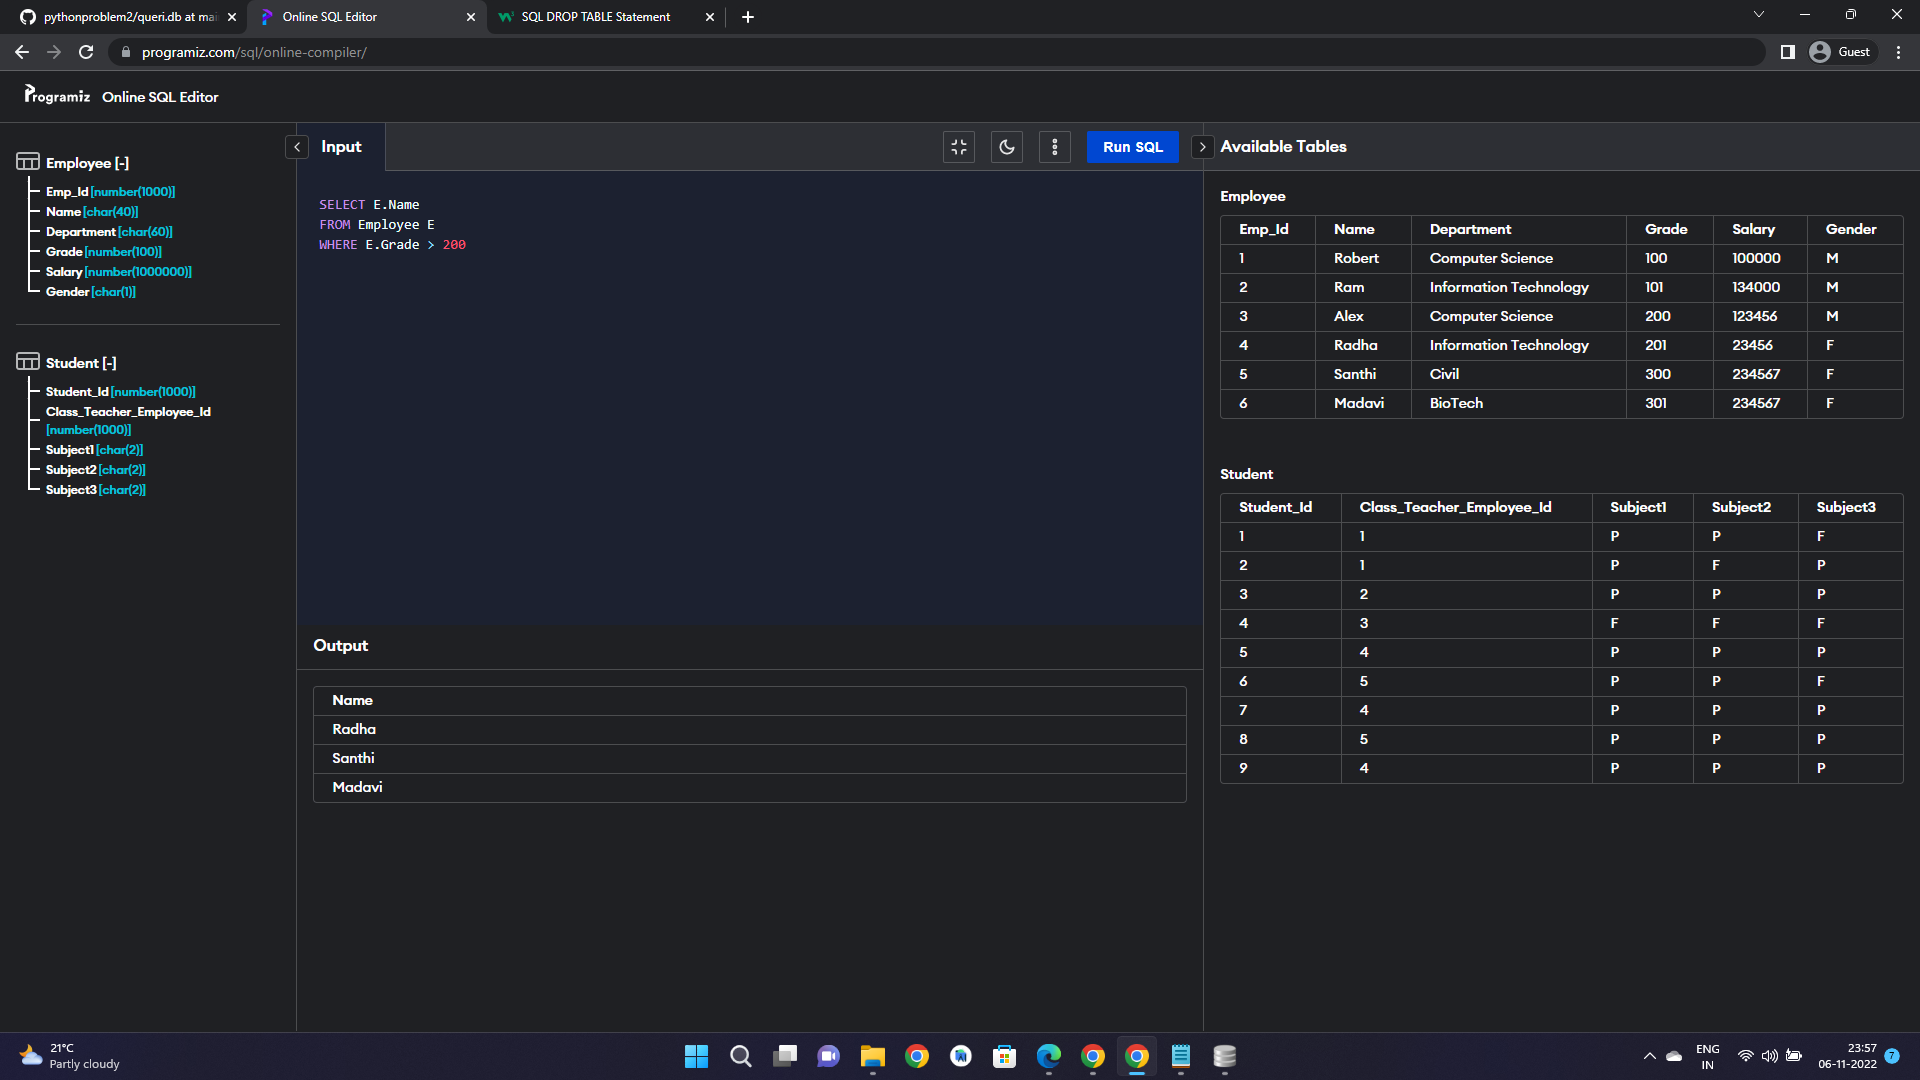 pythonproblem2/queri.db at mai
Online SQL Editor
SQL DROP TABLE Statement
programiz.com/sql/online-compiler/
Guest
Programiz
Online SQL Editor
Employee [-]
Emp_Id [number(1000)]
Name [char(40)]
Department [char(60)]
Grade [number(100)]
Salary [number(1000000)]
Gender [char(1)]
Student [-]
Student_Id [number(1000)]
Class_Teacher_Employee_Id
[number(1000)]
Subject1 [char(2)]
Subject2 [char(2)]
Subject3 [char(2)]
Input
Run SQL
SELECT E.Name
FROM Employee E
WHERE E.Grade > 200
Output
Name
Radha
Santhi
Madavi
Available Tables
Employee
Emp_Id Name Department Grade Salary Gender
1 Robert Computer Science 100 100000 M
2 Ram Information Technology 101 134000 M
3 Alex Computer Science 200 123456 M
4 Radha Information Technology 201 23456 F
5 Santhi Civil 300 234567 F
6 Madavi BioTech 301 234567 F
Student
Student_Id Class_Teacher_Employee_Id Subject1 Subject2 Subject3
1 1 P P F
2 1 P F P
3 2 P P P
4 3 F F F
5 4 P P P
6 5 P P F
7 4 P P P
8 5 P P P
9 4 P P P
21°C
Partly cloudy
ENG
IN
23:57
06-11-2022
7